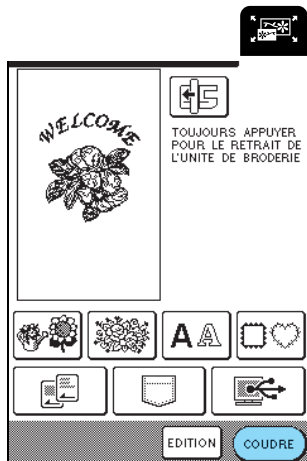 WELCOME
TOUJOURS APPUYER
POUR LE RETRAIT DE
L'UNITE DE BRODERIE
A A
EDITION
COUDRE